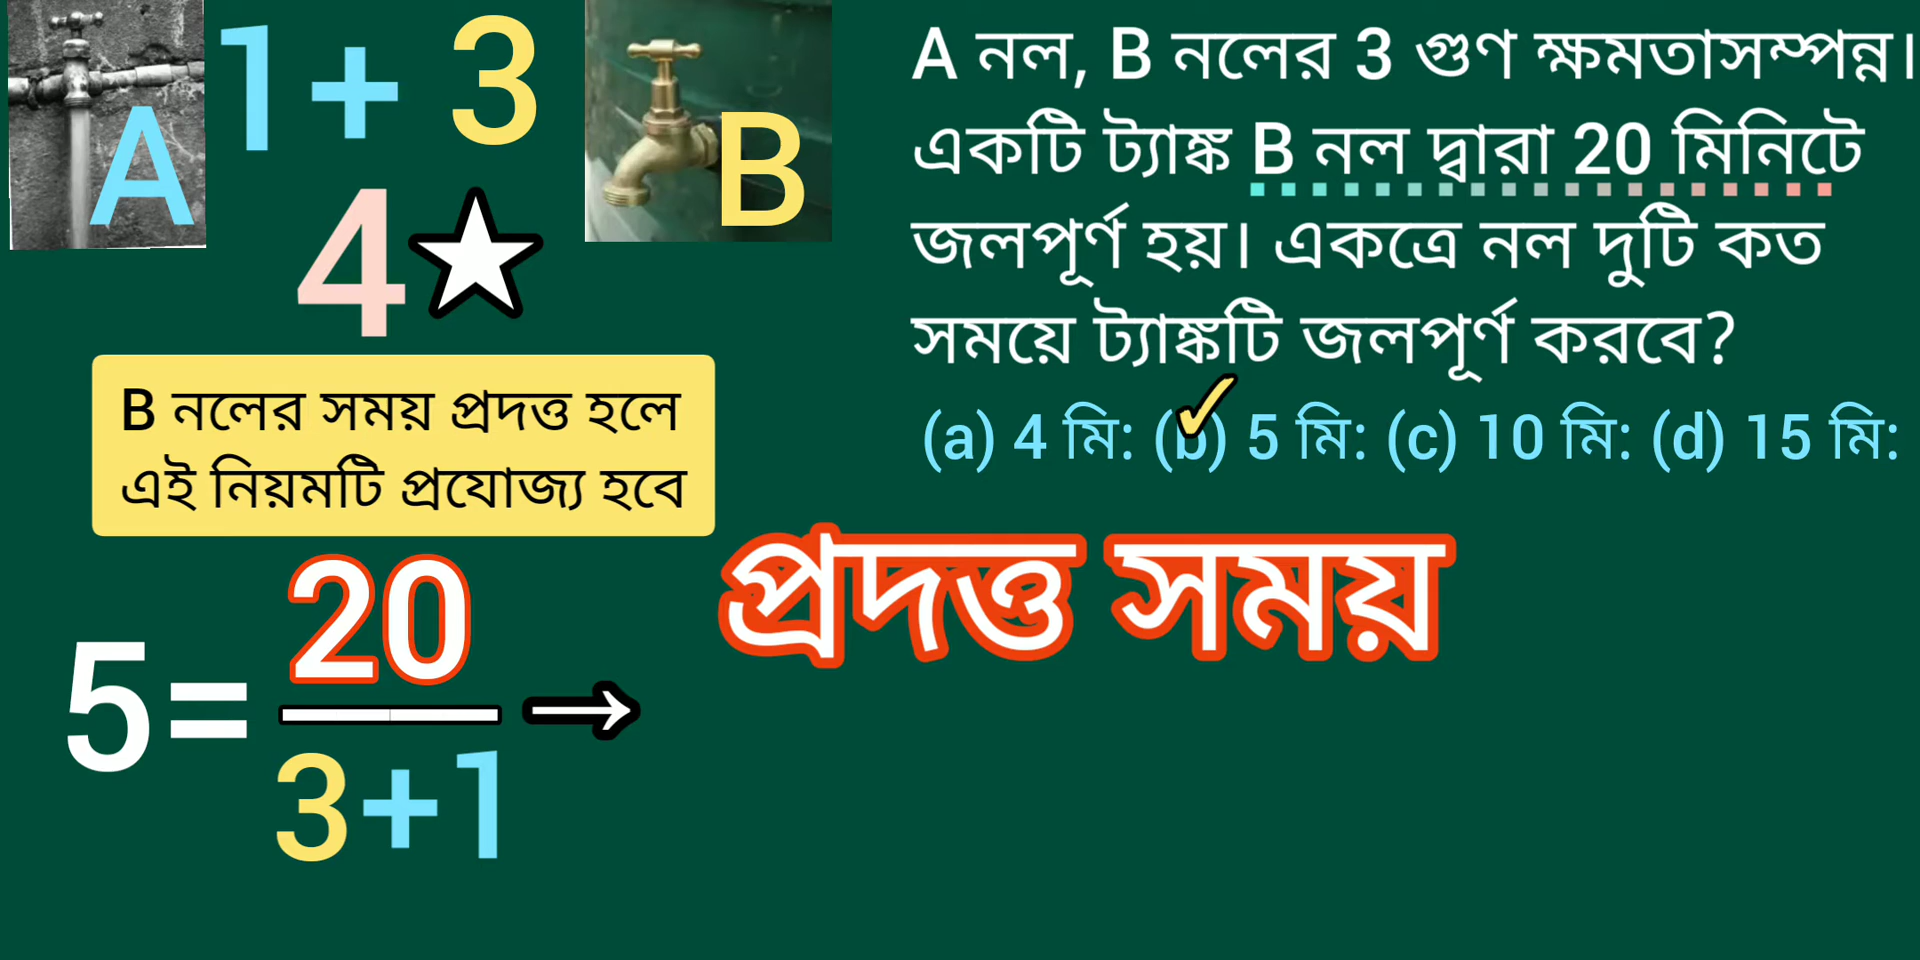 A
1 + 3
B
4
B নলের সময় প্রদত্ত হলে
এই নিয়মটি প্রযোজ্য হবে
5 = 20
3+1
→
প্রদত্ত সময়
A নল, B নলের 3 গুণ ক্ষমতাসম্পন্ন।
একটি ট্যাঙ্ক B নল দ্বারা 20 মিনিটে
জলপূর্ণ হয়। একত্রে নল দুটি কত
সময়ে ট্যাঙ্কটি জলপূর্ণ করবে?
(a) 4 মি: (b) 5 মি: (c) 10 মি: (d) 15 মি: